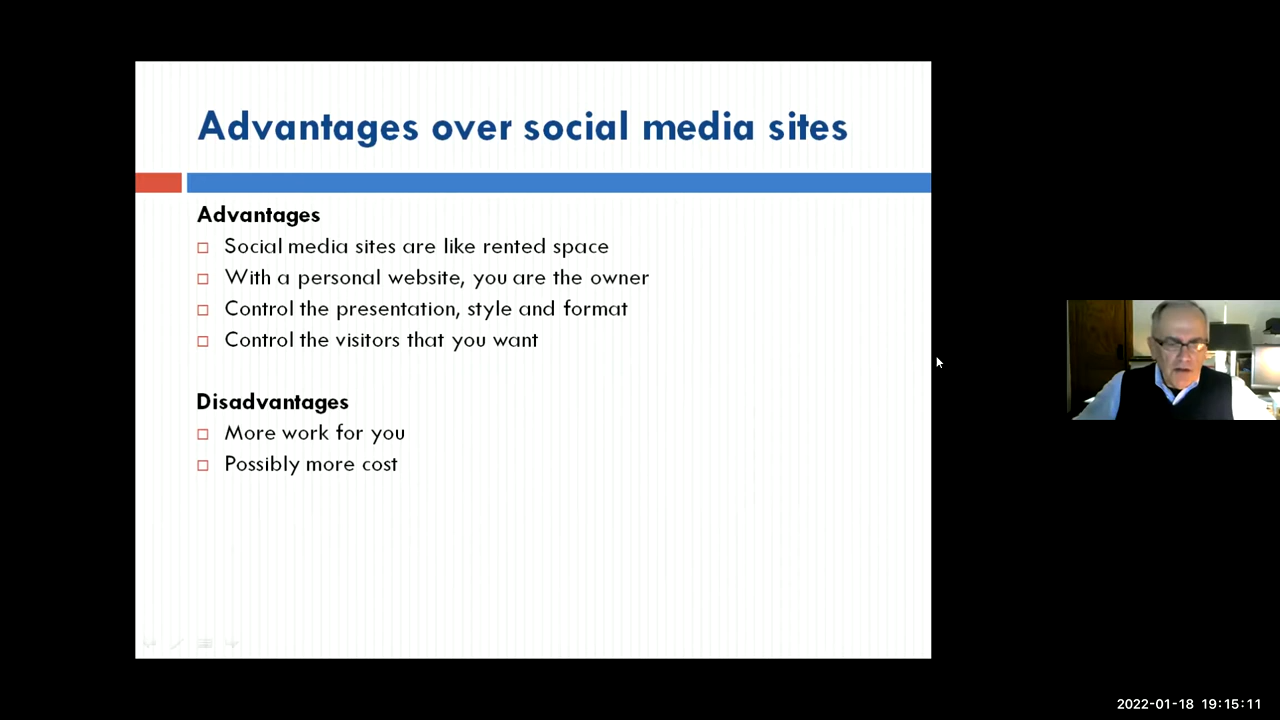 Advantages over social media sites
Advantages
Social media sites are like rented space
With a personal website, you are the owner
Control the presentation, style and format
Control the visitors that you want
Disadvantages
More work for you
Possibly more cost
2022-01-18 19:15:11